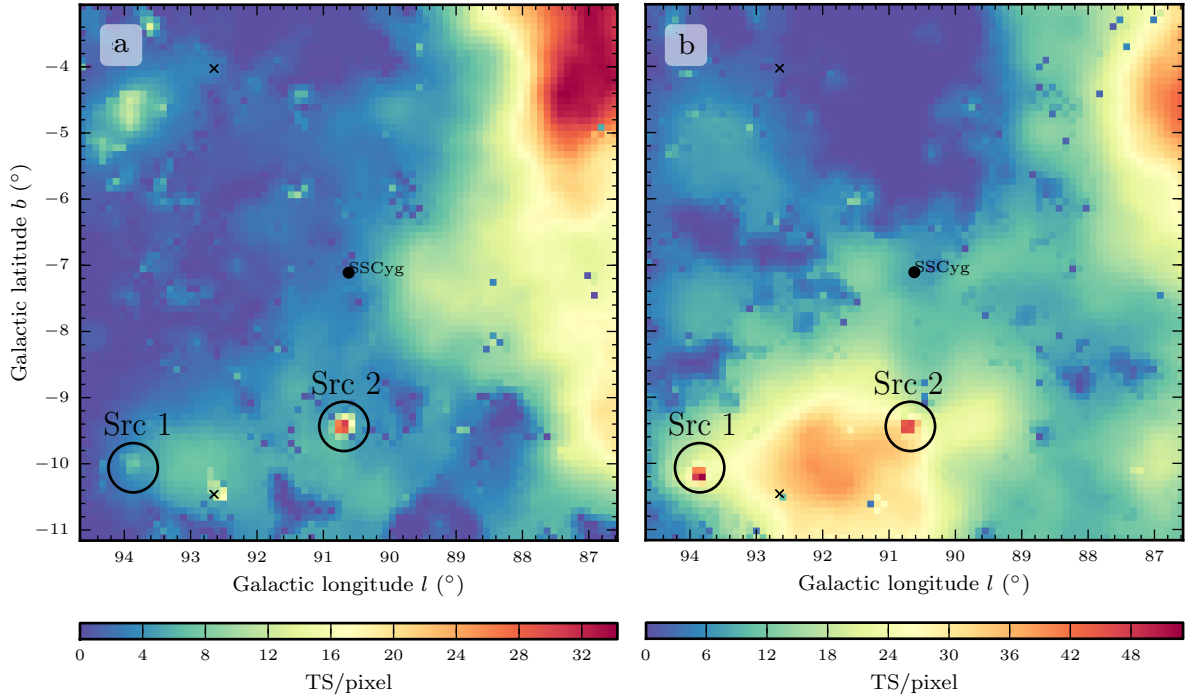 a
b
Galactic latitude b (°)
−4
−5
−6
−7
−8
−9
−10
−11
SSCyg
SSCyg
Src 2
Src 2
Src 1
Src 1
94 93 92 91 90 89 88 87
94 93 92 91 90 89 88 87
Galactic longitude l (°)
Galactic longitude l (°)
0 4 8 12 16 20 24 28 32
0 6 12 18 24 30 36 42 48
TS/pixel
TS/pixel